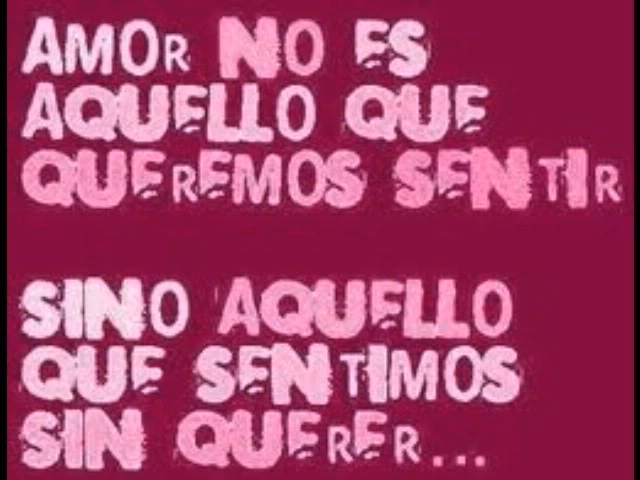 AMOR NO ES
AQUELLO QUE
QUEREMOS SENTIR
SINO AQUELLO
QUE SENTIMOS
SIN QUERER...